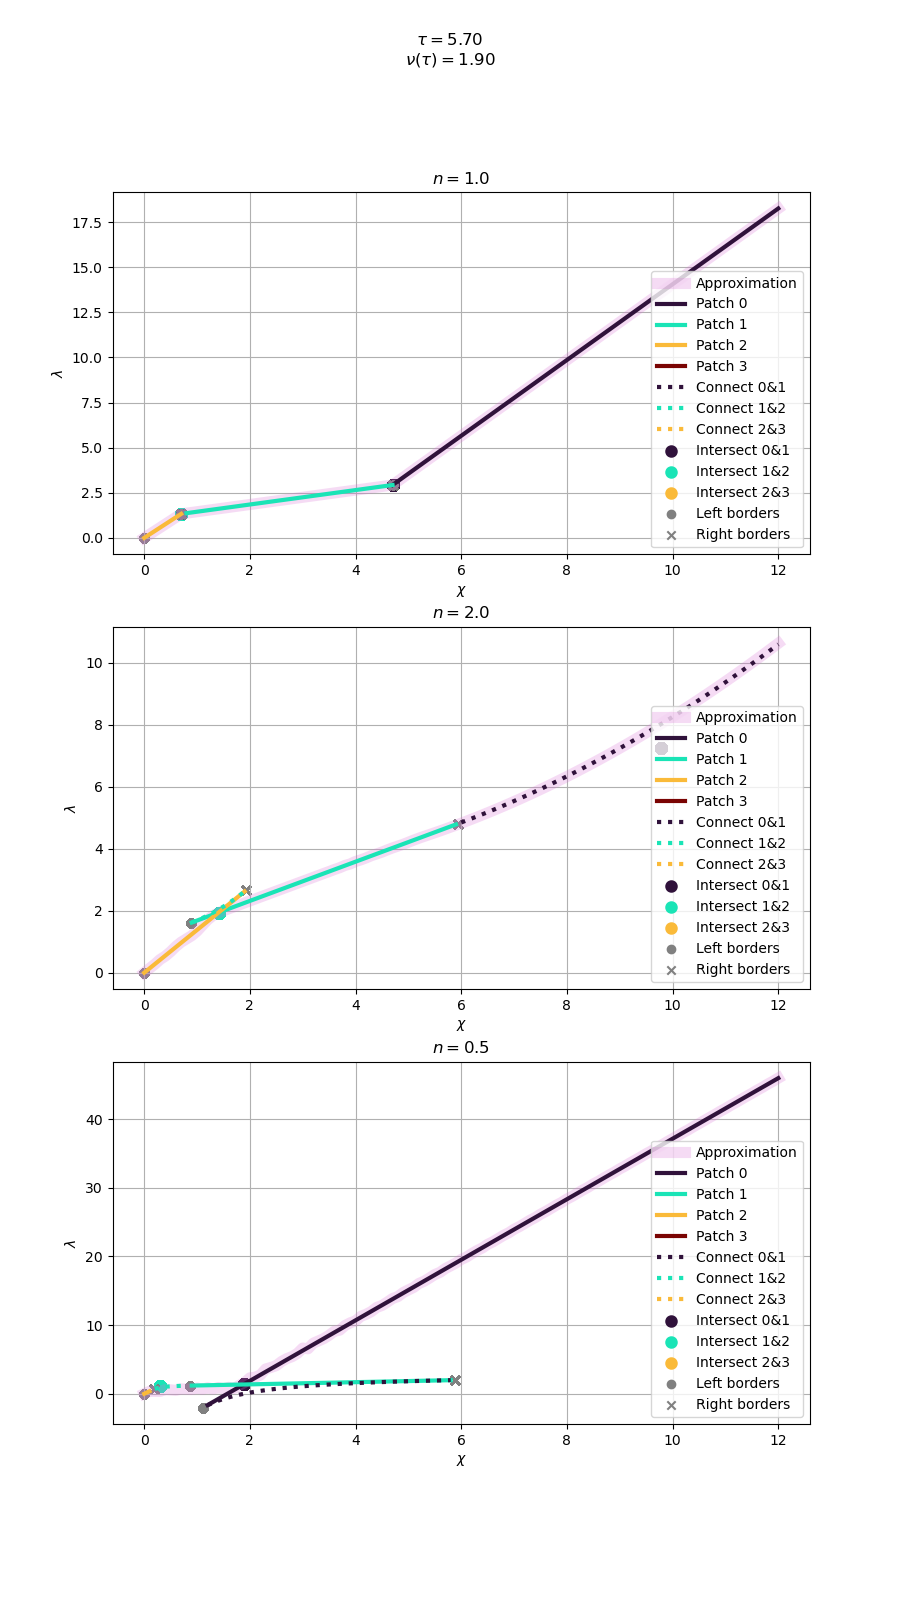 τ = 5.70
ν(τ) = 1.90
n = 1.0
17.5
15.0
12.5
10.0
7.5
5.0
2.5
0.0
λ
0 2 4 6 8 10 12
χ
Approximation
Patch 0
Patch 1
Patch 2
Patch 3
Connect 0&1
Connect 1&2
Connect 2&3
Intersect 0&1
Intersect 1&2
Intersect 2&3
Left borders
Right borders
n = 2.0
10
8
6
4
2
0
λ
0 2 4 6 8 10 12
χ
Approximation
Patch 0
Patch 1
Patch 2
Patch 3
Connect 0&1
Connect 1&2
Connect 2&3
Intersect 0&1
Intersect 1&2
Intersect 2&3
Left borders
Right borders
n = 0.5
40
30
20
10
0
λ
0 2 4 6 8 10 12
χ
Approximation
Patch 0
Patch 1
Patch 2
Patch 3
Connect 0&1
Connect 1&2
Connect 2&3
Intersect 0&1
Intersect 1&2
Intersect 2&3
Left borders
Right borders